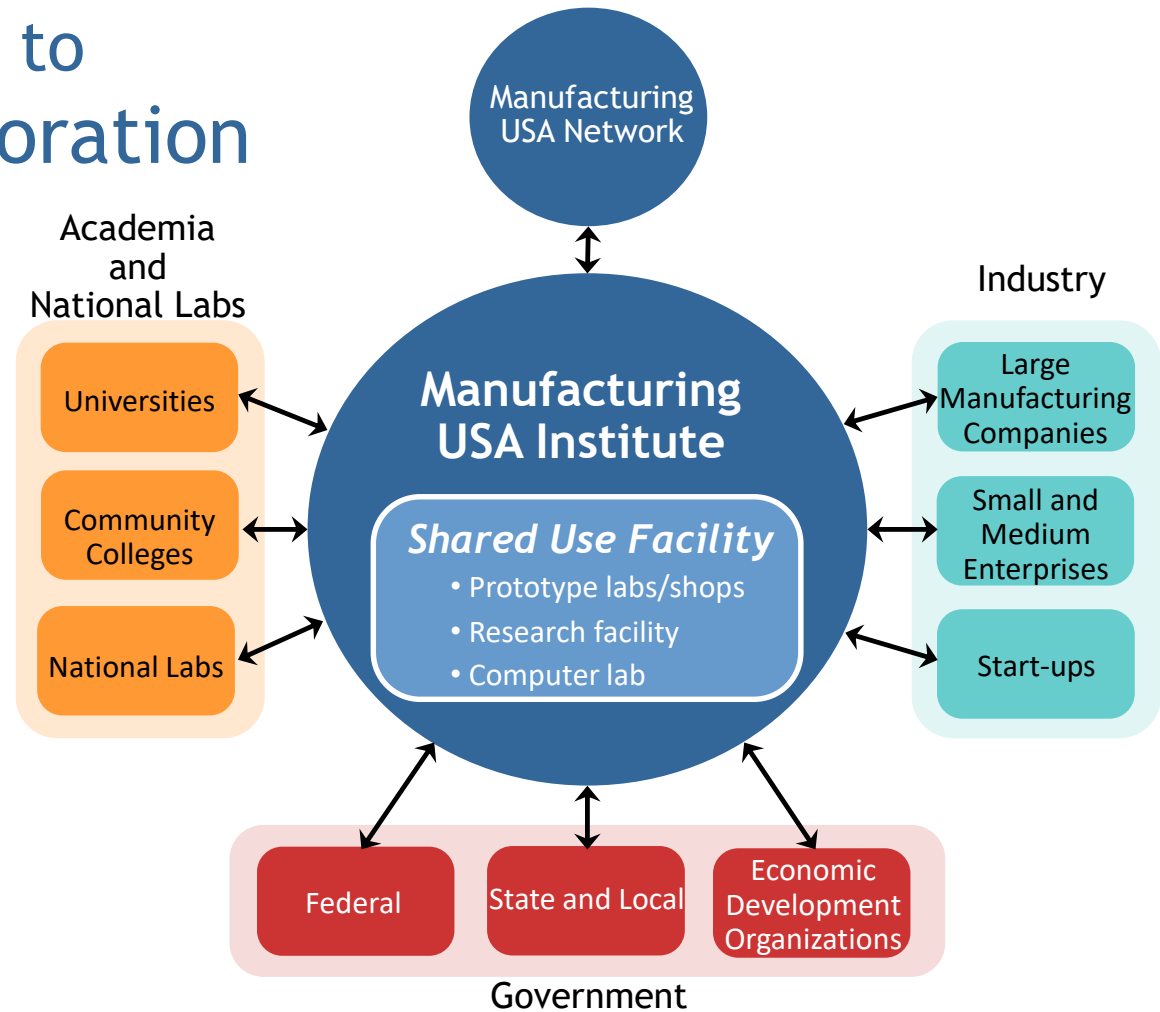 to
oration
Manufacturing
USA Network
Academia
and
National Labs
Universities
Community
Colleges
National Labs
Manufacturing
USA Institute
Shared Use Facility
• Prototype labs/shops
• Research facility
• Computer lab
Industry
Large
Manufacturing
Companies
Small and
Medium
Enterprises
Start-ups
Federal
State and Local
Economic
Development
Organizations
Government